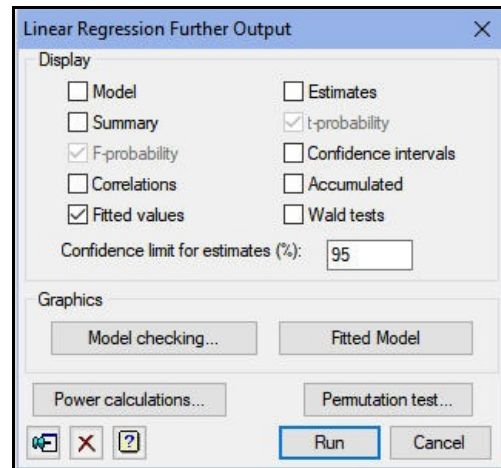 Linear Regression Further Output
Display
Model
Estimates
Summary
t-probability
F-probability
Confidence intervals
Correlations
Accumulated
Fitted values
Wald tests
Confidence limit for estimates (%): 95
Graphics
Model checking...
Fitted Model
Power calculations...
Permutation test...
?
Run
Cancel